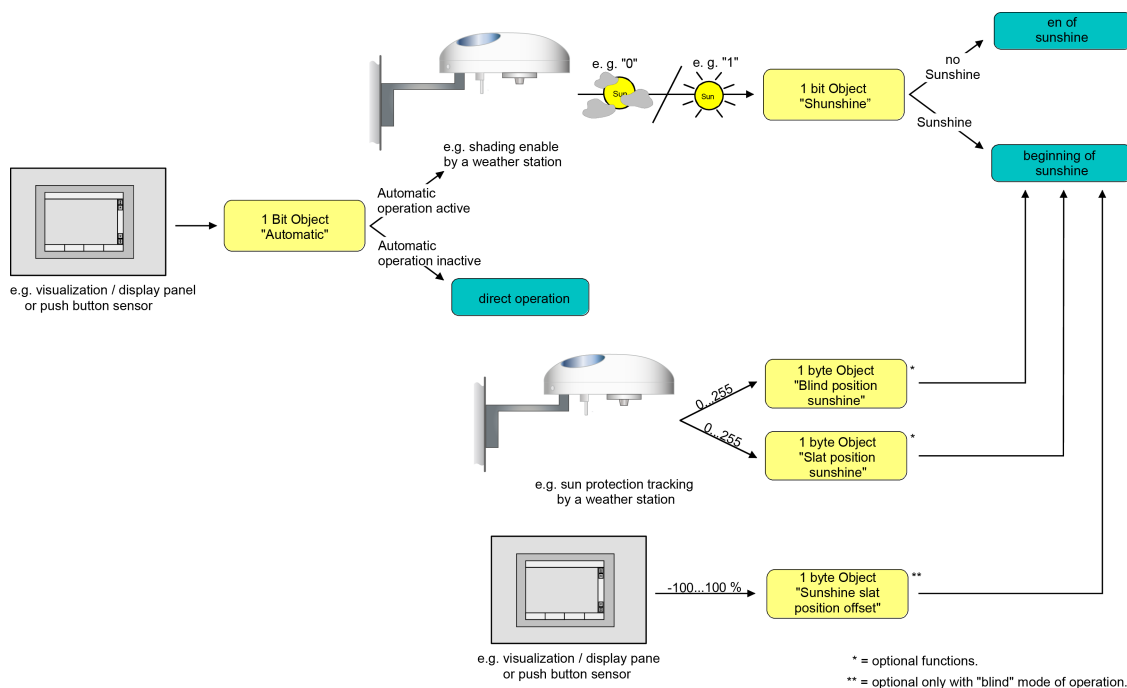 en of
sunshine
e. g. "0"
e. g. "1"
no
Sunshine
Sun
Sun
1 bit Object
"Shunshine"
Sunshine
e.g. shading enable
by a weather station
beginning of
sunshine
Automatic
operation active
1 Bit Object
"Automatic"
Automatic
operation inactive
e.g. visualization / display panel
or push button sensor
direct operation
0...255
1 byte Object
"Blind position
sunshine"
*
0...255
1 byte Object
"Slat position
sunshine"
*
e.g. sun protection tracking
by a weather station
-100...100 %
1 byte Object
"Sunshine slat
position offset"
**
e.g. visualization / display pane
or push button sensor
* = optional functions.
** = optional only with "blind" mode of operation.